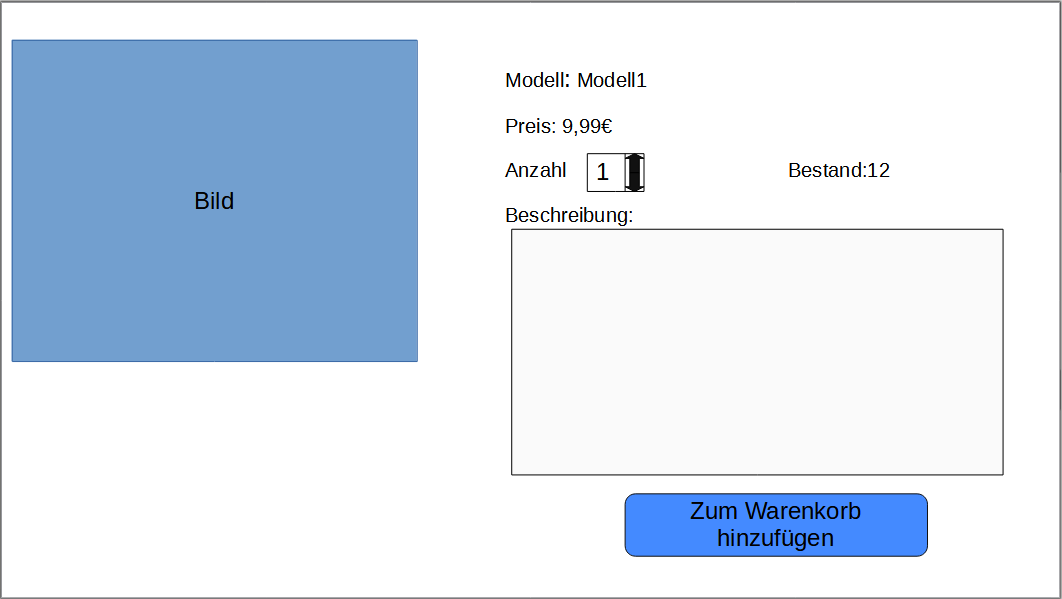 Bild
Modell: Modell1
Preis: 9,99€
Anzahl 1 Bestand:12
Beschreibung:
Zum Warenkorb
hinzufügen